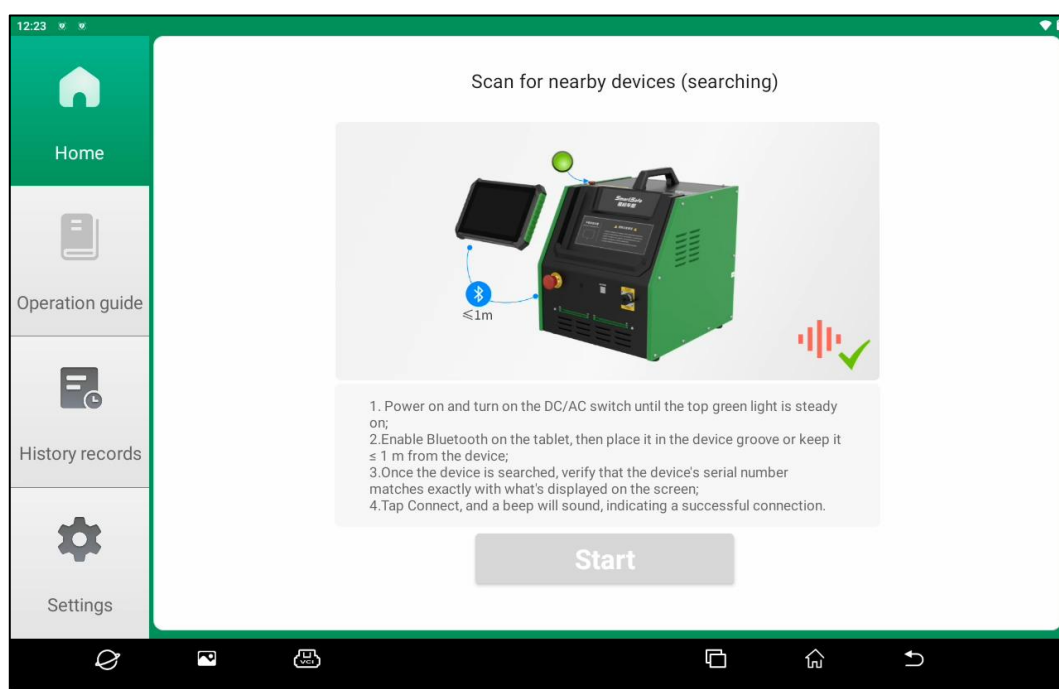 12:23
Scan for nearby devices (searching)
Home
Operation guide
History records
Settings
SmartSafe
≤1m
1. Power on and turn on the DC/AC switch until the top green light is steady
on;
2.Enable Bluetooth on the tablet, then place it in the device groove or keep it
≤ 1 m from the device;
3.Once the device is searched, verify that the device's serial number
matches exactly with what's displayed on the screen;
4.Tap Connect, and a beep will sound, indicating a successful connection.
Start
VCI